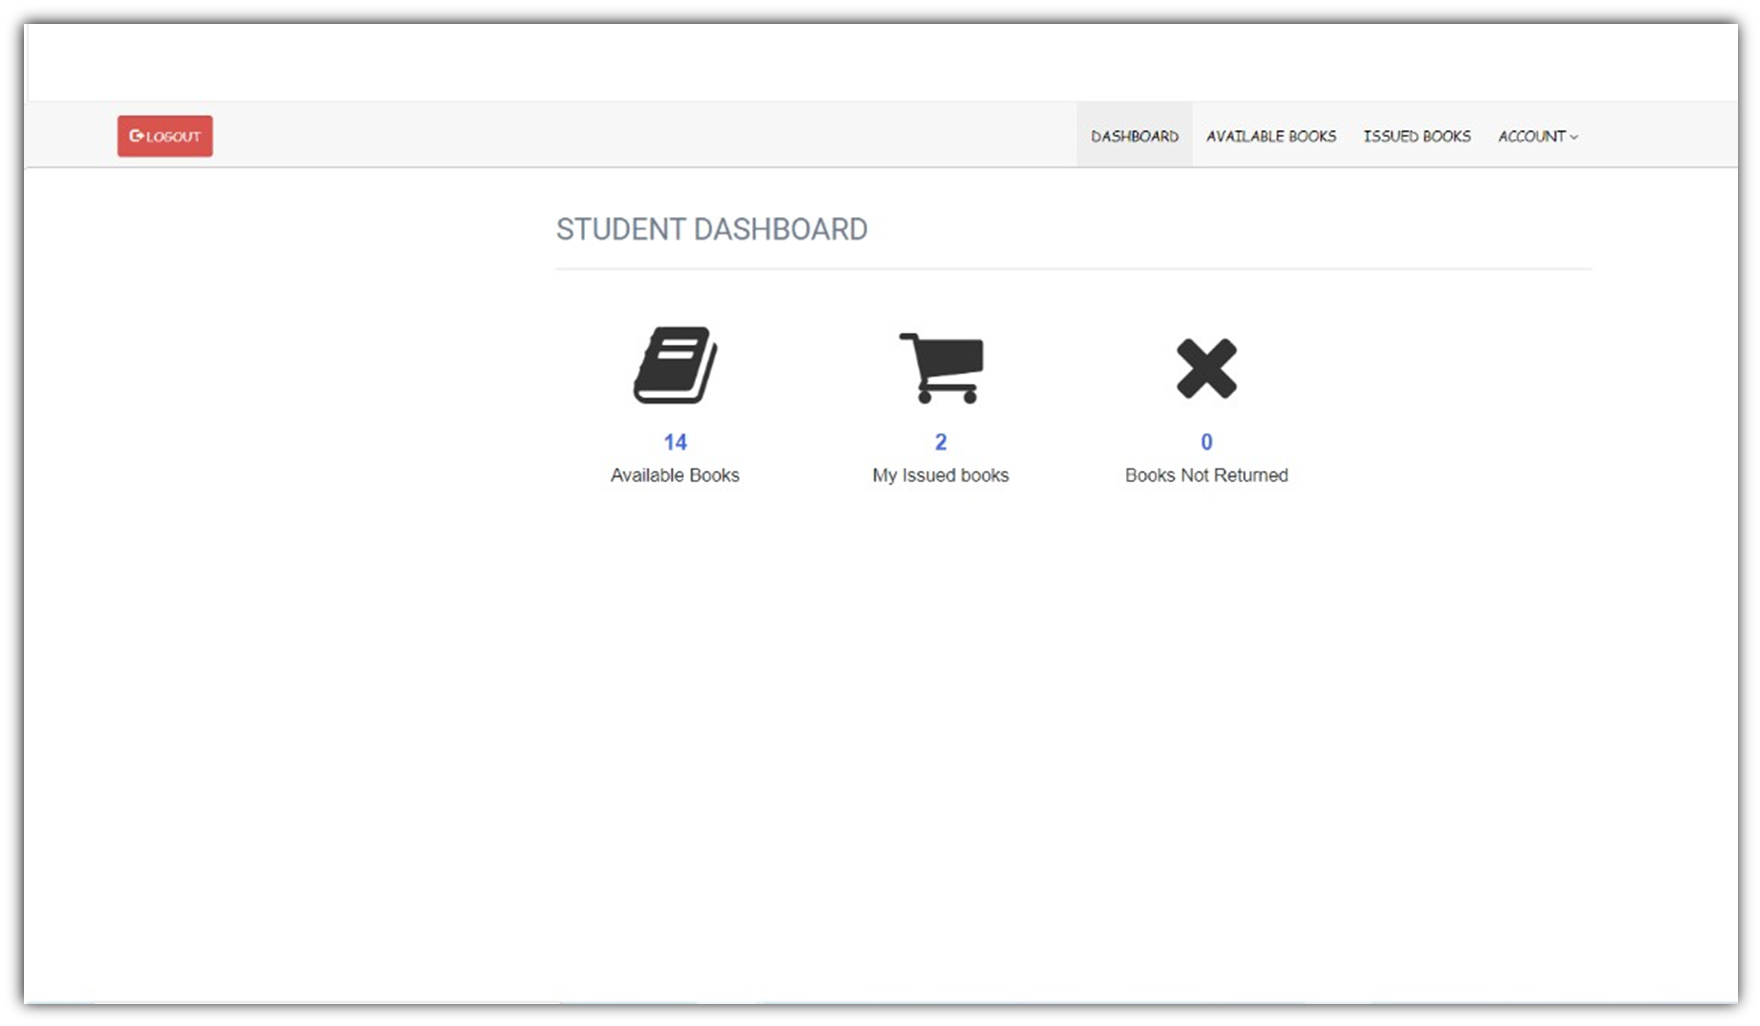 LOGOUT
DASHBOARD AVAILABLE BOOKS ISSUED BOOKS ACCOUNT
STUDENT DASHBOARD
14 2 0
Available Books My Issued books Books Not Returned